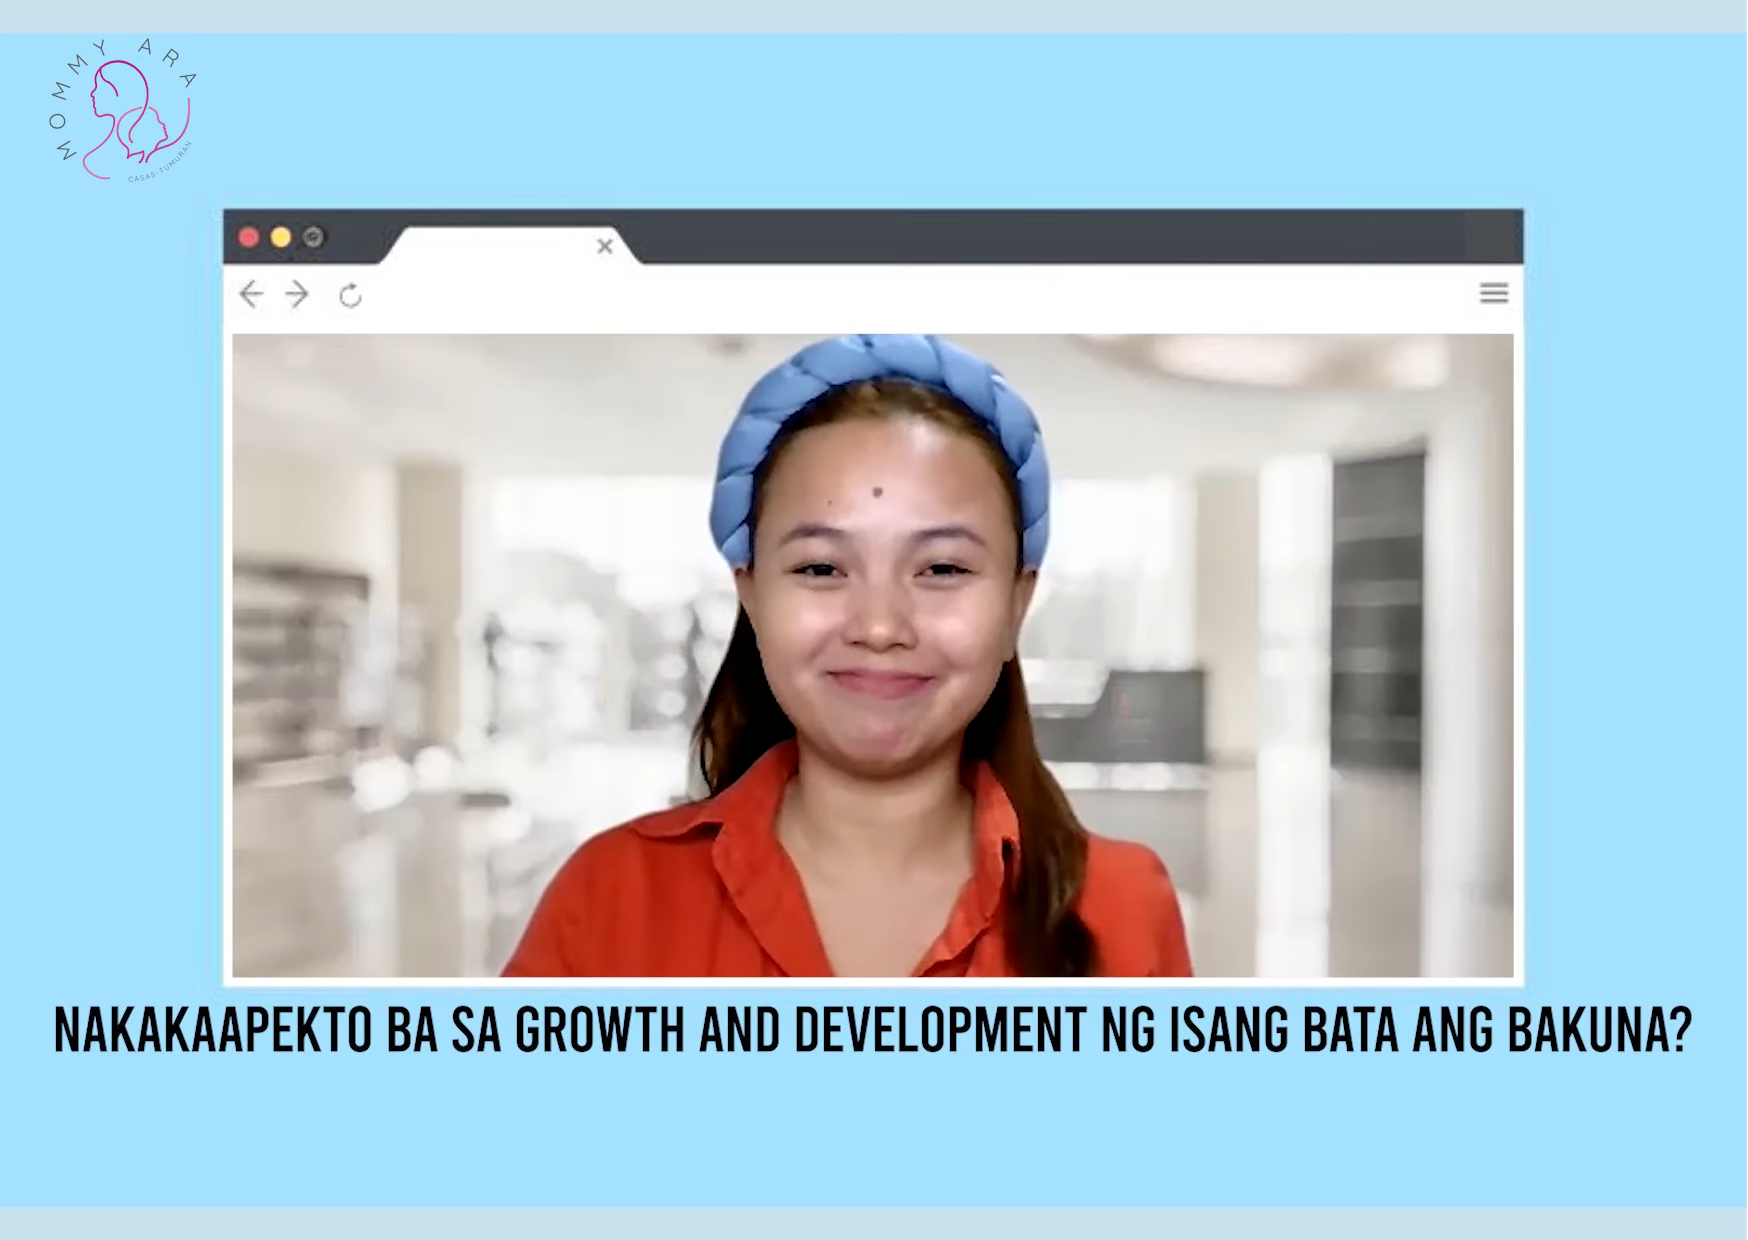 MOMMY ARA
CASAS-TUMURAN
NAKAKAAPEKTO BA SA GROWTH AND DEVELOPMENT NG ISANG BATA ANG BAKUNA?